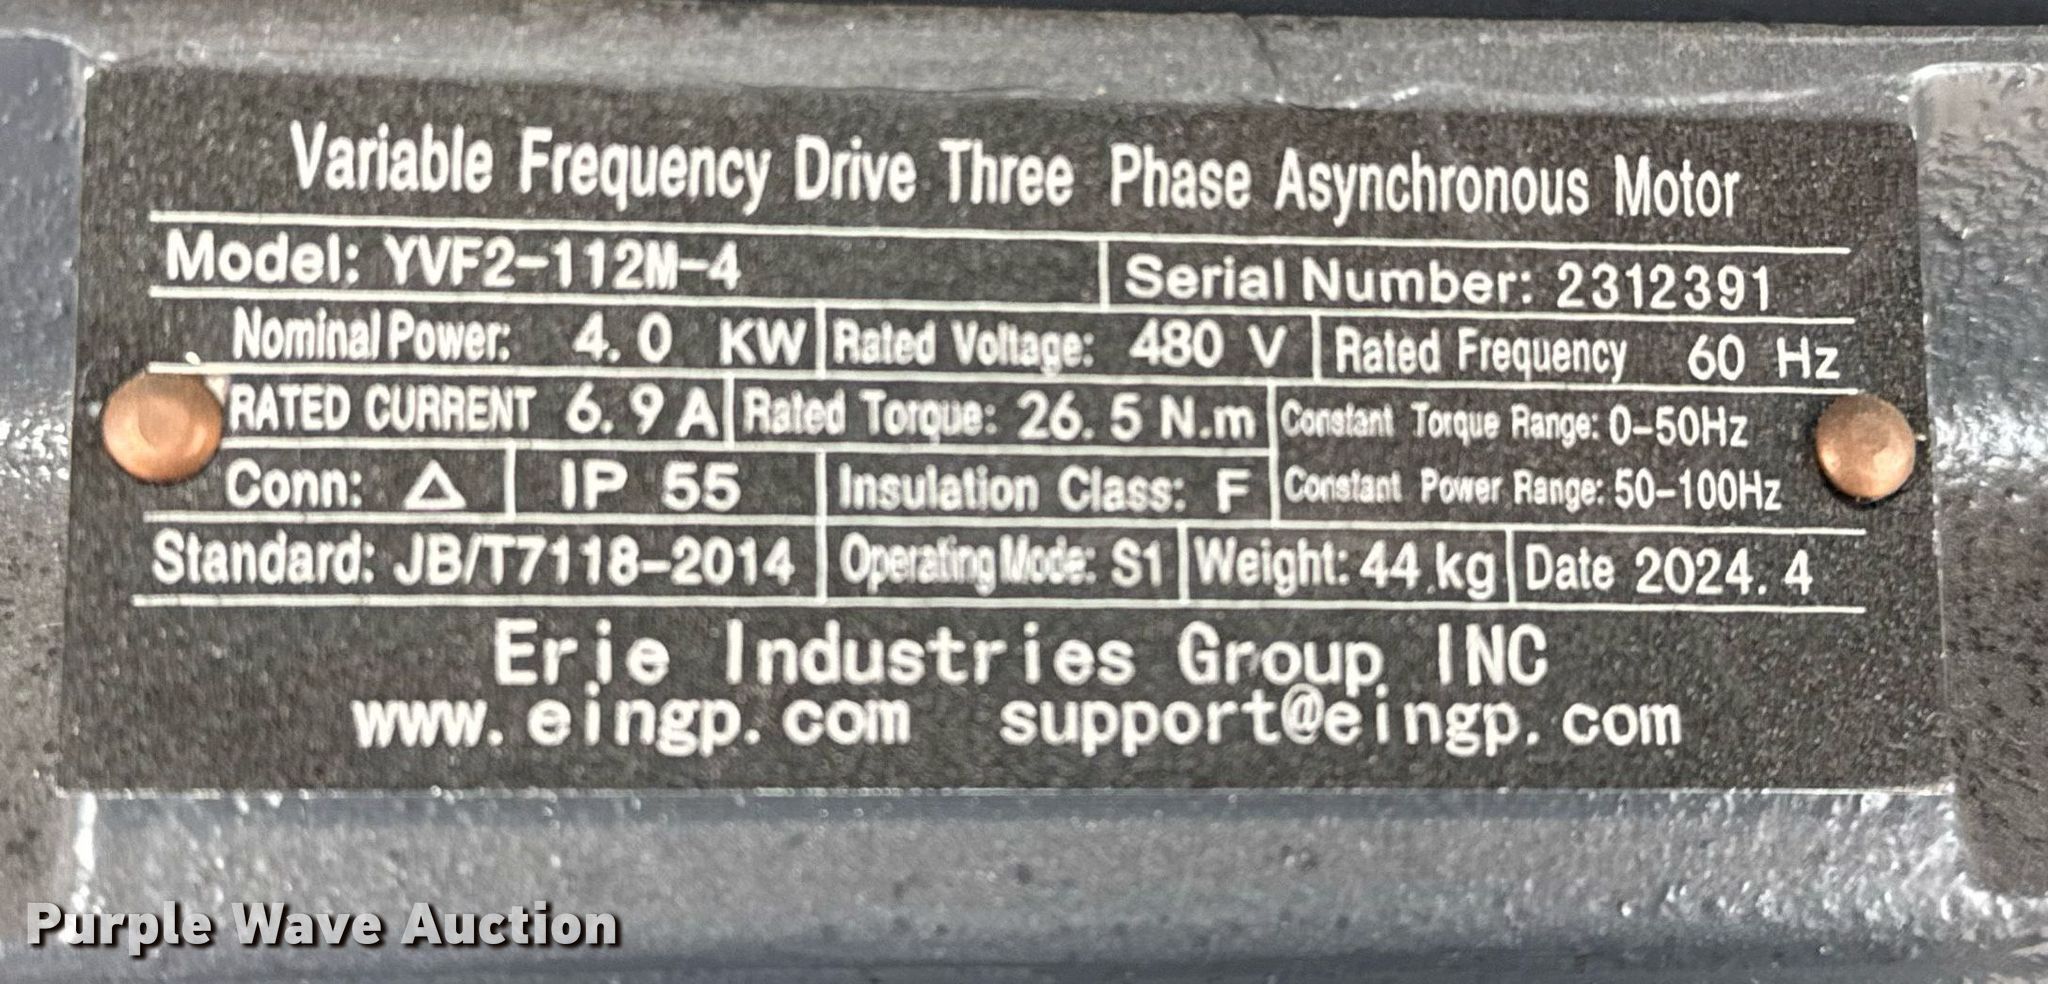 Variable Frequency Drive Three Phase Asynchronous Motor
Model: YVF2-112M-4 Serial Number: 2312391
Nominal Power: 4.0 KW Rated Voltage: 480 V Rated Frequency 60 Hz
RATED CURRENT 6.9 A Rated Torque: 26.5 N.m Constant Torque Range: 0-50Hz
Conn: △ IP 55 Insulation Class: F Constant Power Range: 50-100Hz
Standard: JB/T7118-2014 Operating Mode: S1 Weight: 44 kg Date 2024.4
Erie Industries Group INC
www.eingp.com support@eingp.com
Purple Wave Auction